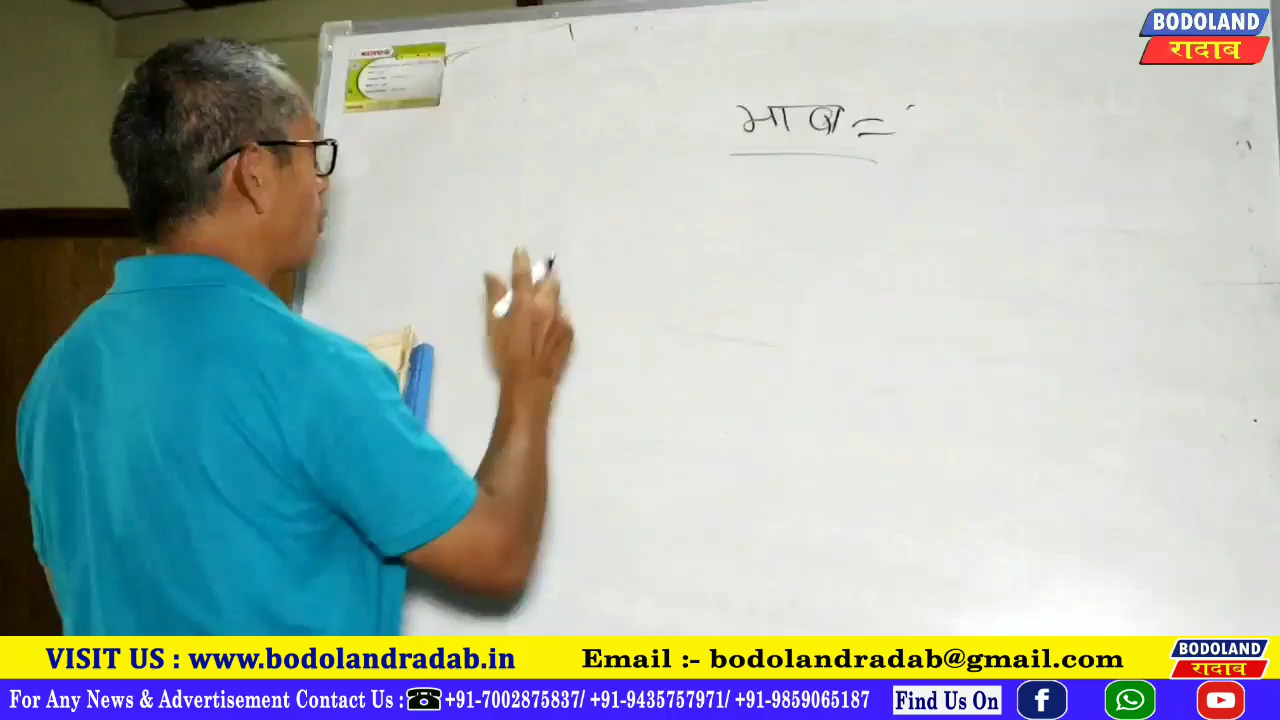 BODOLAND
रादाब
KORES
भाब =
VISIT US : www.bodolandradab.in
Email :- bodolandradab@gmail.com
BODOLAND
रादाब
For Any News & Advertisement Contact Us : +91-7002875837/ +91-9435757971/ +91-9859065187
Find Us On